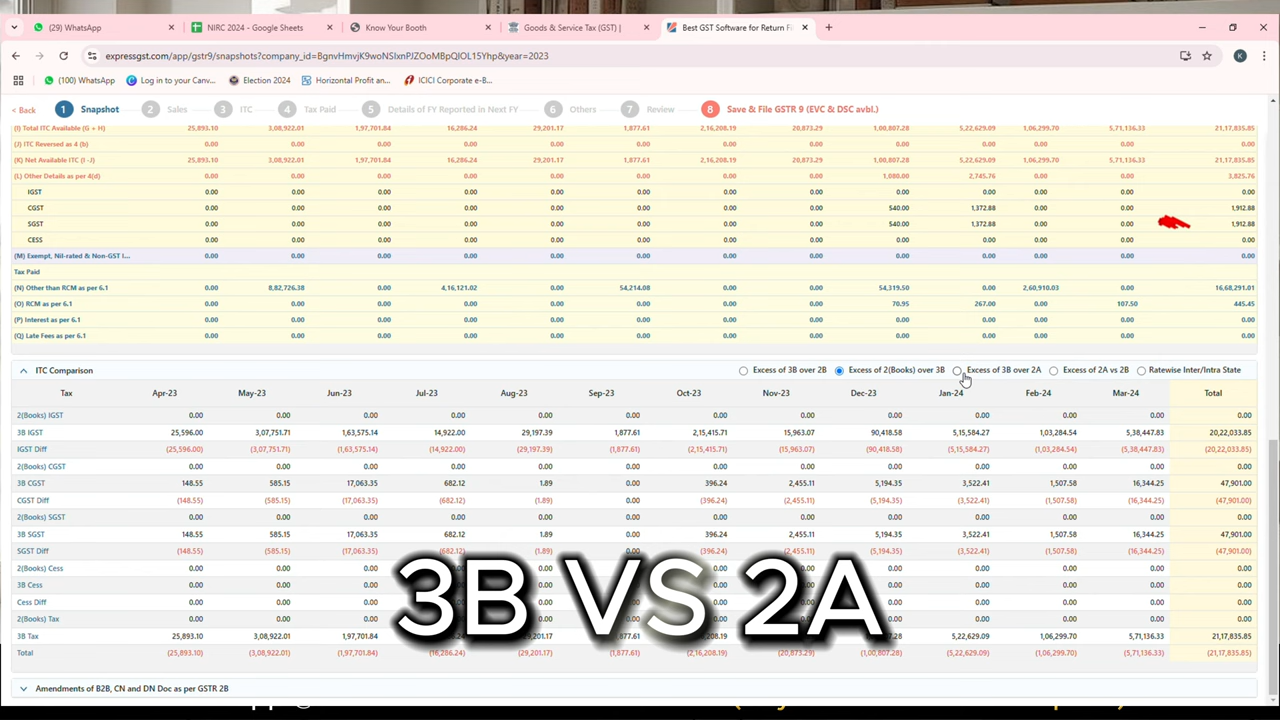 (29) WhatsApp
NIRC 2024 - Google Sheets
Know Your Booth
Goods & Service Tax (GST) |
Best GST Software for Return Fi
expressgst.com/app/gstr9/snapshots?company_id=BgnvHmvjK9woNSlxnPJZOoMBpQlOL15Yhp&year=2023
K
(100) WhatsApp
Log in to your Canv...
Election 2024
Horizontal Profit an...
ICICI Corporate e-B...
< Back
1 Snapshot
2 Sales
3 ITC
4 Tax Paid
5 Details of FY Reported in Next FY
6 Others
7 Review
8 Save & File GSTR 9 (EVC & DSC avbl.)
(I) Total ITC Available (G + H) 25,893.10 3,08,922.01 1,97,701.84 16,286.24 29,201.17 1,877.61 2,16,208.19 20,873.29 1,00,807.28 5,22,629.09 1,06,299.70 5,71,136.33 21,17,835.85
(J) ITC Reversed as 4 (b) 0.00 0.00 0.00 0.00 0.00 0.00 0.00 0.00 0.00 0.00 0.00 0.00 0.00
(K) Net Available ITC (I -J) 25,893.10 3,08,922.01 1,97,701.84 16,286.24 29,201.17 1,877.61 2,16,208.19 20,873.29 1,00,807.28 5,22,629.09 1,06,299.70 5,71,136.33 21,17,835.85
(L) Other Details as per 4(d) 0.00 0.00 0.00 0.00 0.00 0.00 0.00 0.00 1,080.00 2,745.76 0.00 0.00 3,825.76
IGST 0.00 0.00 0.00 0.00 0.00 0.00 0.00 0.00 0.00 0.00 0.00 0.00 0.00
CGST 0.00 0.00 0.00 0.00 0.00 0.00 0.00 0.00 540.00 1,372.88 0.00 0.00 1,912.88
SGST 0.00 0.00 0.00 0.00 0.00 0.00 0.00 0.00 540.00 1,372.88 0.00 0.00 1,912.88
CESS 0.00 0.00 0.00 0.00 0.00 0.00 0.00 0.00 0.00 0.00 0.00 0.00 0.00
(M) Exempt, Nil-rated & Non-GST i... 0.00 0.00 0.00 0.00 0.00 0.00 0.00 0.00 0.00 0.00 0.00 0.00 0.00
Tax Paid
(N) Other than RCM as per 6.1 0.00 8,82,726.38 0.00 4,16,121.02 0.00 54,214.08 0.00 0.00 54,319.50 0.00 2,60,910.03 0.00 16,68,291.01
(O) RCM as per 6.1 0.00 0.00 0.00 0.00 0.00 0.00 0.00 0.00 70.95 267.00 0.00 107.50 445.45
(P) Interest as per 6.1 0.00 0.00 0.00 0.00 0.00 0.00 0.00 0.00 0.00 0.00 0.00 0.00 0.00
(Q) Late Fees as per 6.1 0.00 0.00 0.00 0.00 0.00 0.00 0.00 0.00 0.00 0.00 0.00 0.00 0.00
ITC Comparison Excess of 3B over 2B Excess of 2(Books) over 3B Excess of 3B over 2A Excess of 2A vs 2B Ratewise Inter/Intra State
Tax Apr-23 May-23 Jun-23 Jul-23 Aug-23 Sep-23 Oct-23 Nov-23 Dec-23 Jan-24 Feb-24 Mar-24 Total
2(Books) IGST 0.00 0.00 0.00 0.00 0.00 0.00 0.00 0.00 0.00 0.00 0.00 0.00 0.00
3B IGST 25,596.00 3,07,751.71 1,63,575.14 14,922.00 29,197.39 1,877.61 2,15,415.71 15,963.07 90,418.58 5,15,584.27 1,03,284.54 5,38,447.83 20,22,033.85
IGST Diff (25,596.00) (3,07,751.71) (1,63,575.14) (14,922.00) (29,197.39) (1,877.61) (2,15,415.71) (15,963.07) (90,418.58) (5,15,584.27) (1,03,284.54) (5,38,447.83) (20,22,033.85)
2(Books) CGST 0.00 0.00 0.00 0.00 0.00 0.00 0.00 0.00 0.00 0.00 0.00 0.00 0.00
3B CGST 148.55 585.15 17,063.35 682.12 1.89 0.00 396.24 2,455.11 5,194.35 3,522.41 1,507.58 16,344.25 47,901.00
CGST Diff (148.55) (585.15) (17,063.35) (682.12) (1.89) 0.00 (396.24) (2,455.11) (5,194.35) (3,522.41) (1,507.58) (16,344.25) (47,901.00)
2(Books) SGST 0.00 0.00 0.00 0.00 0.00 0.00 0.00 0.00 0.00 0.00 0.00 0.00 0.00
3B SGST 148.55 585.15 17,063.35 682.12 1.89 0.00 396.24 2,455.11 5,194.35 3,522.41 1,507.58 16,344.25 47,901.00
SGST Diff (148.55) (585.15) (17,063.35) (682.12) (1.89) 0.00 (396.24) (2,455.11) (5,194.35) (3,522.41) (1,507.58) (16,344.25) (47,901.00)
2(Books) Cess 0.00 0.00 0.00 0.00 0.00 0.00 0.00
3B Cess 0.00 0.00 0.00 0.00 0.00 0.00 0.00
Cess Diff 0.00 0.00 0.00 0.00 0.00 0.00 0.00
2(Books) Tax 0.00 0.00 0.00 0.00 0.00 0.00 0.00
3B Tax 25,893.10 3,08,922.01 1,97,701.84 5,22,629.09 1,06,299.70 5,71,136.33 21,17,835.85
Total (25,893.10) (3,08,922.01) (1,97,701.84) (16,286.24) (29,201.17) (1,877.61) (2,16,208.19) (20,873.29) (1,00,807.28) (5,22,629.09) (1,06,299.70) (5,71,136.33) (21,17,835.85)
3B VS 2A
Amendments of B2B, CN and DN Doc as per GSTR 2B